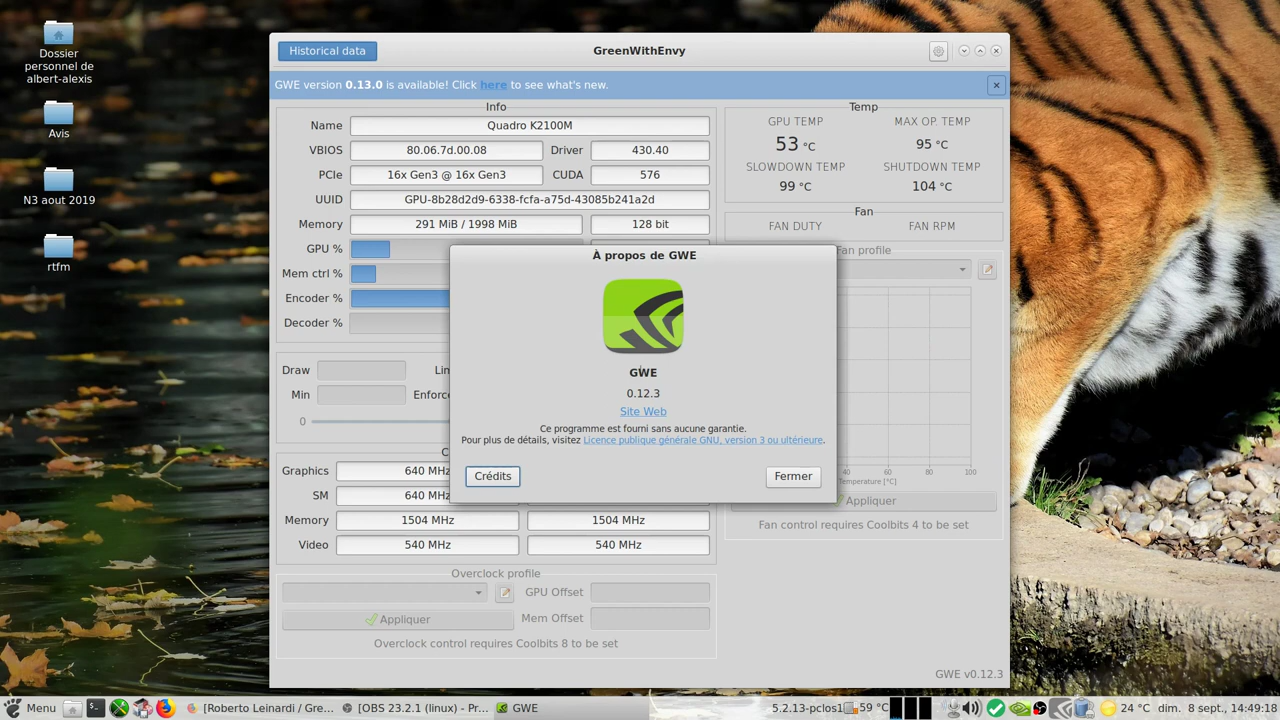 Dossier
personnel de
albert-alexis
Avis
N3 aout 2019
rtfm
Historical data
GreenWithEnvy
GWE version 0.13.0 is available! Click here to see what's new.
Info
Name Quadro K2100M
VBIOS 80.06.7d.00.08 Driver 430.40
PCIe 16x Gen3 @ 16x Gen3 CUDA 576
UUID GPU-8b28d2d9-6338-fcfa-a75d-43085b241a2d
Memory 291 MiB / 1998 MiB 128 bit
GPU %
Mem ctrl %
Encoder %
Decoder %
Draw
Min Enforce
0
Graphics 640 MHz
SM 640 MHz
Memory 1504 MHz 1504 MHz
Video 540 MHz 540 MHz
Overclock profile
GPU Offset
Appliquer Mem Offset
Overclock control requires Coolbits 8 to be set
Temp
GPU TEMP MAX OP. TEMP
53 °C 95 °C
SLOWDOWN TEMP SHUTDOWN TEMP
99 °C 104 °C
Fan
FAN DUTY FAN RPM
Fan profile
40 60 80 100
Temperature [°C]
Appliquer
Fan control requires Coolbits 4 to be set
GWE v0.12.3
À propos de GWE
GWE
0.12.3
Site Web
Ce programme est fourni sans aucune garantie.
Pour plus de détails, visitez Licence publique générale GNU, version 3 ou ultérieure.
Crédits Fermer
Menu [Roberto Leinardi / Gre... [OBS 23.2.1 (linux) - Pr... GWE 5.2.13-pclos1 59 °C 24 °C dim. 8 sept., 14:49:18